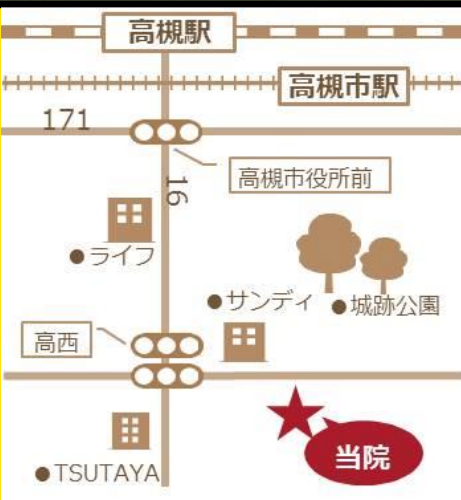 高槻駅
高槻市駅
171
高槻市役所前
16
●ライフ
●サンディ
●城跡公園
高西
当院
●TSUTAYA